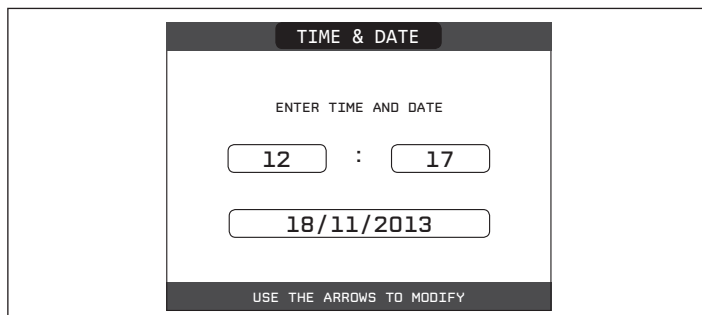 TIME & DATE
ENTER TIME AND DATE
12 : 17
18/11/2013
USE THE ARROWS TO MODIFY